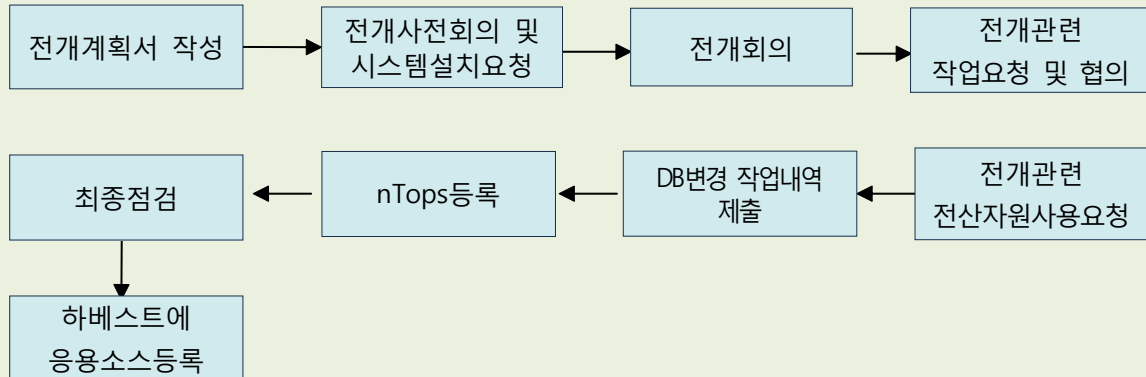 전개계획서 작성
전개사전회의 및
시스템설치요청
전개회의
전개관련
작업요청 및 협의
전개관련
전산자원사용요청
DB변경 작업내역
제출
nTops등록
최종점검
하베스트에
응용소스등록